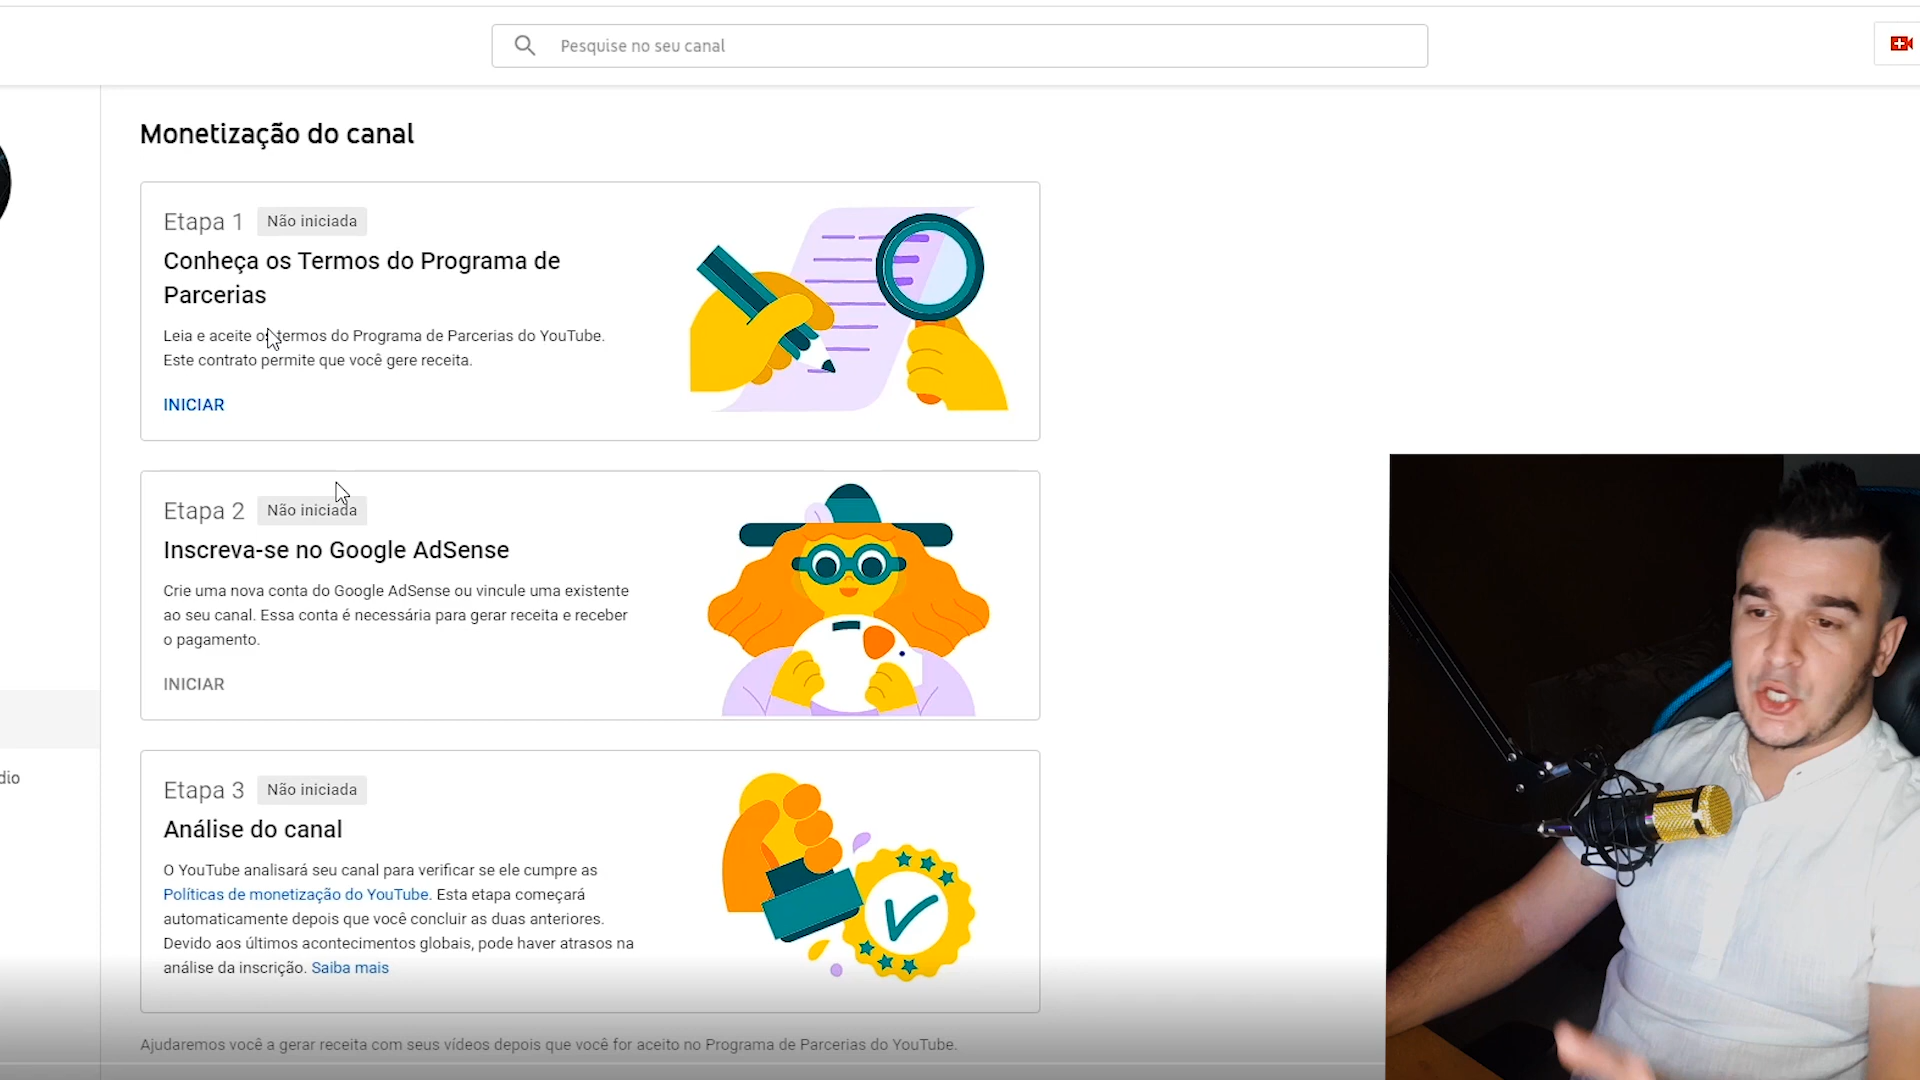 Pesquise no seu canal
Monetização do canal
Etapa 1 Não iniciada
Conheça os Termos do Programa de
Parcerias
Leia e aceite os termos do Programa de Parcerias do YouTube.
Este contrato permite que você gere receita.
INICIAR
Etapa 2 Não iniciada
Inscreva-se no Google AdSense
Crie uma nova conta do Google AdSense ou vincule uma existente
ao seu canal. Essa conta é necessária para gerar receita e receber
o pagamento.
INICIAR
dio
Etapa 3 Não iniciada
Análise do canal
O YouTube analisará seu canal para verificar se ele cumpre as
Políticas de monetização do YouTube. Esta etapa começará
automaticamente depois que você concluir as duas anteriores.
Devido aos últimos acontecimentos globais, pode haver atrasos na
análise da inscrição. Saiba mais
Ajudaremos você a gerar receita com seus vídeos depois que você for aceito no Programa de Parcerias do YouTube.